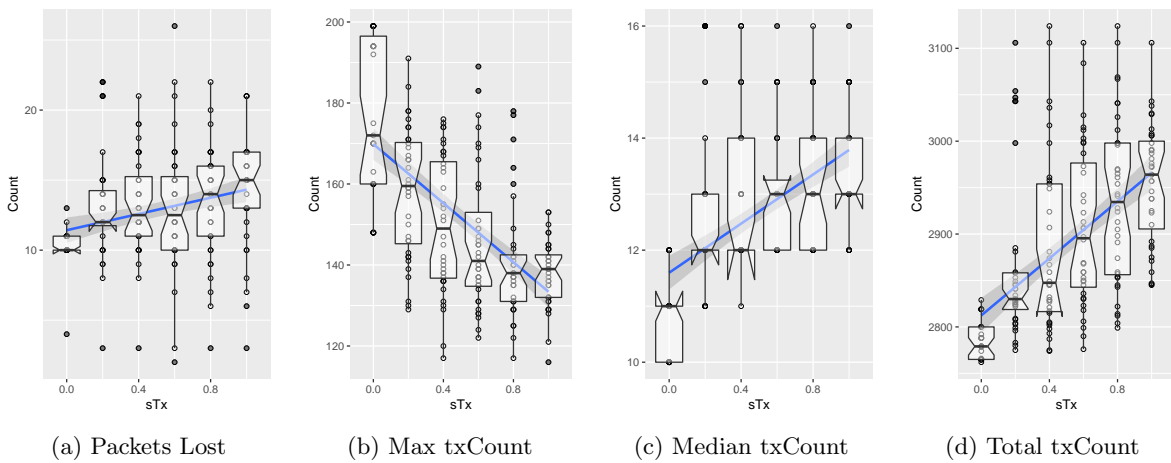 20
10
Count
0.0
0.4
0.8
sTx
(a) Packets Lost
200
180
160
140
120
Count
0.0
0.4
0.8
sTx
(b) Max txCount
16
14
12
10
Count
0.0
0.4
0.8
sTx
(c) Median txCount
3100
3000
2900
2800
Count
0.0
0.4
0.8
sTx
(d) Total txCount